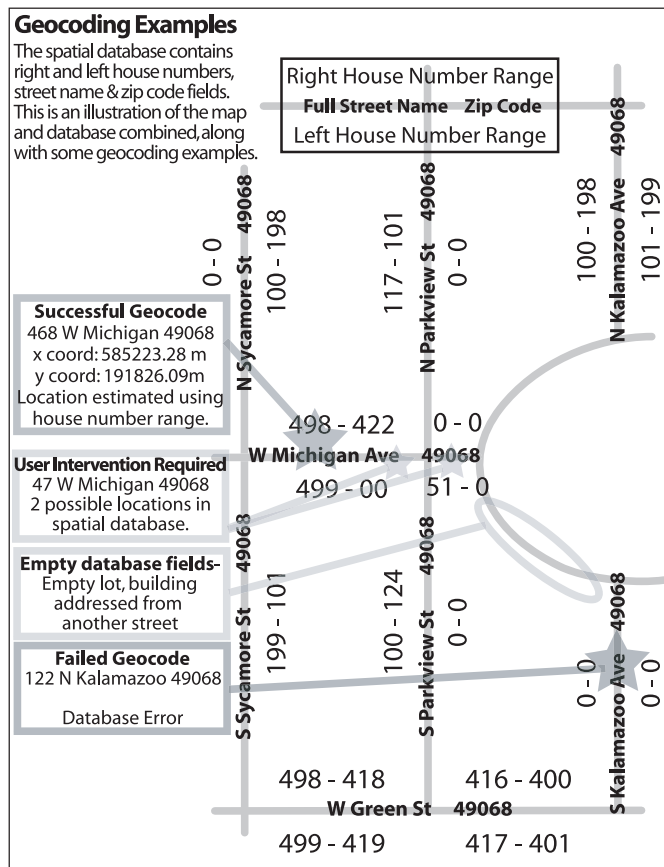 Geocoding Examples
The spatial database contains
right and left house numbers,
street name & zip code fields.
This is an illustration of the map
and database combined, along
with some geocoding examples.
Right House Number Range
Full Street Name Zip Code
Left House Number Range
0 - 0
N Sycamore St 49068
100 - 198
117 - 101
N Parkview St 49068
0 - 0
100 - 198
N Kalamazoo Ave 49068
101 - 199
Successful Geocode
468 W Michigan 49068
x coord: 585223.28 m
y coord: 191826.09m
Location estimated using
house number range.
498 - 422 0 - 0
W Michigan Ave 49068
499 - 00 51 - 0
User Intervention Required
47 W Michigan 49068
2 possible locations in
spatial database.
Empty database fields-
Empty lot, building
addressed from
another street
Failed Geocode
122 N Kalamazoo 49068
Database Error
S Sycamore St 49068
199 - 101
100 - 124
S Parkview St 49068
0 - 0
0 - 0
S Kalamazoo Ave 49068
0 - 0
498 - 418 416 - 400
W Green St 49068
499 - 419 417 - 401